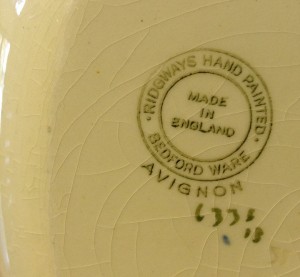 · RIDGWAYS HAND PAINTED ·
BEDFORD WARE
MADE
IN
ENGLAND
AVIGNON